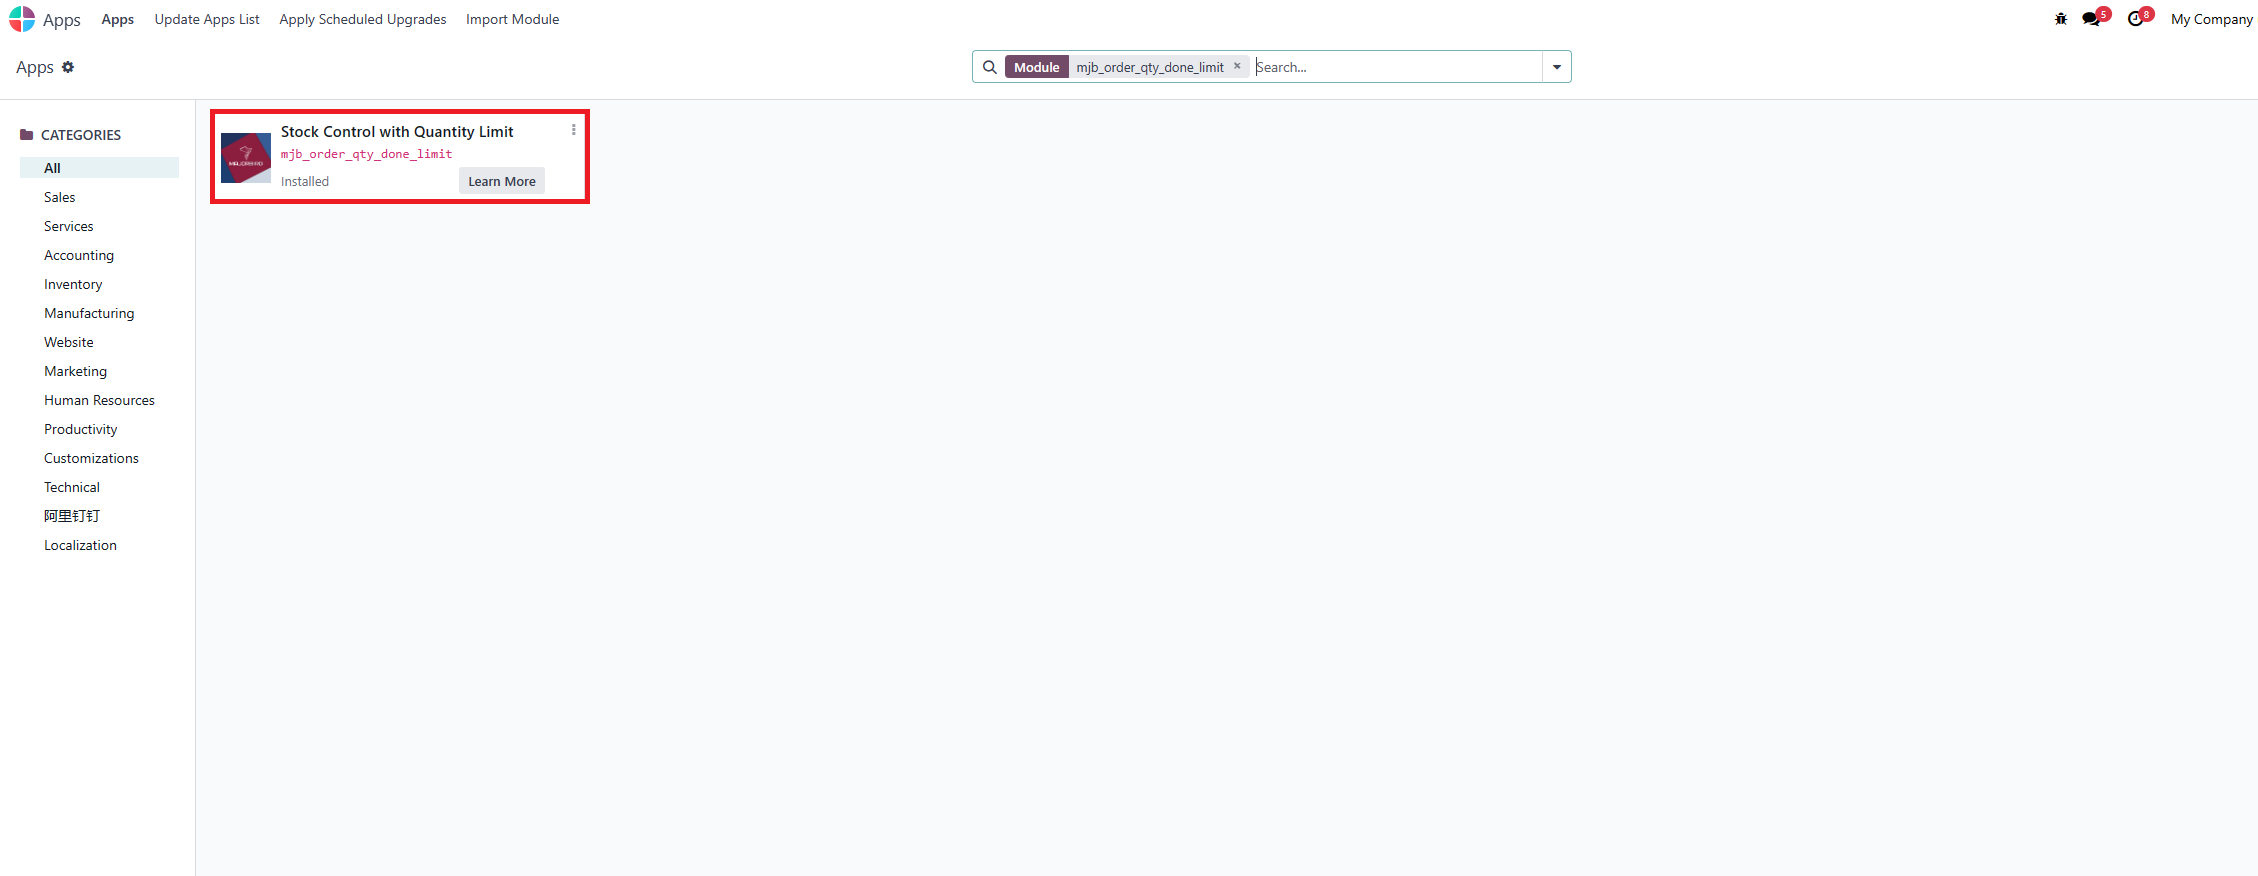 Apps Apps Update Apps List Apply Scheduled Upgrades Import Module 5 8 My Company
Apps Module mjb_order_qty_done_limit × Search...
CATEGORIES
All
Sales
Services
Accounting
Inventory
Manufacturing
Website
Marketing
Human Resources
Productivity
Customizations
Technical
阿里钉钉
Localization
Stock Control with Quantity Limit
mjb_order_qty_done_limit
Installed Learn More